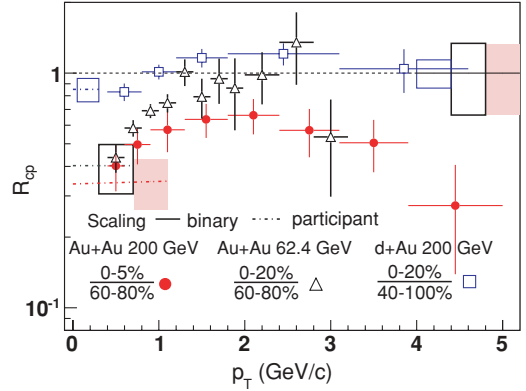 1
R_cp
Scaling — binary -··-·· participant
Au+Au 200 GeV Au+Au 62.4 GeV d+Au 200 GeV
0-5% 0-20% 0-20%
60-80% 60-80% 40-100%
10^-1
0 1 2 3 4 5
p_T (GeV/c)